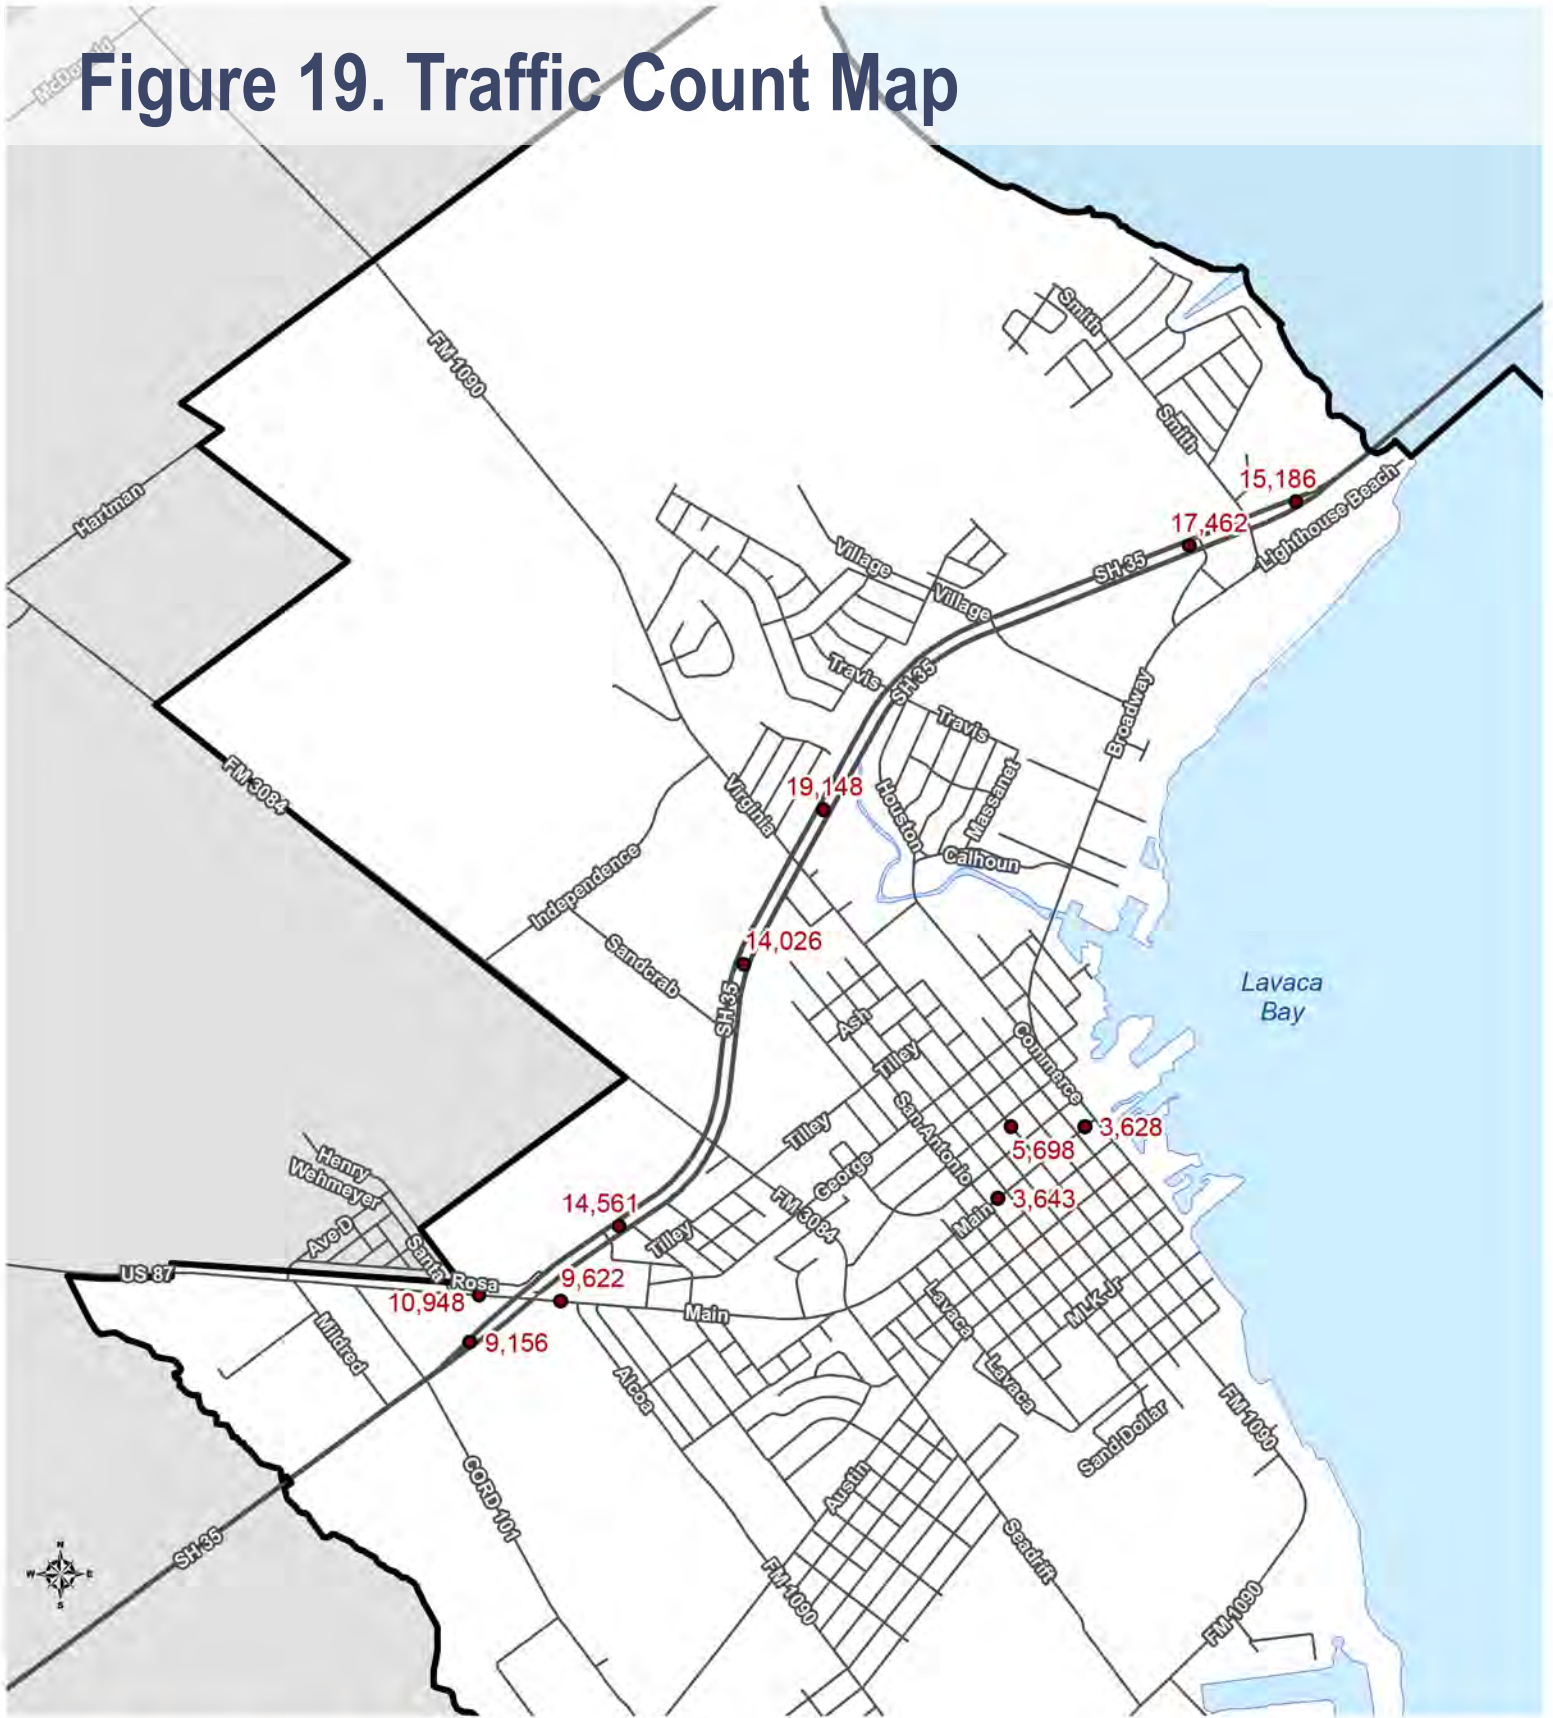 Figure 19. Traffic Count Map
McDonald
FM 1090
Smith
Smith
Hartman
15,186
17,462
Lighthouse Beach
SH 35
Village
Village
Travis
SH 35
Travis
Broadway
FM 3084
Virginia
19,148
Houston
Massanet
Calhoun
Independence
Sandcrab
14,026
SH 35
Lavaca
Bay
Ash
Tilley
Commerce
San Antonio
Tilley
3,628
5,698
Henry
Wehmeyer
George
FM 3084
3,643
Main
14,561
Tilley
Ave D
Santa
Rosa
US 87
10,948
9,622
Main
Lavaca
MLK Jr
9,156
Mildred
Alcoa
Lavaca
FM 1090
Sand Dollar
Austin
CORD 101
SH 35
Seadrift
FM 1090
FM 1090
N
W
E
S